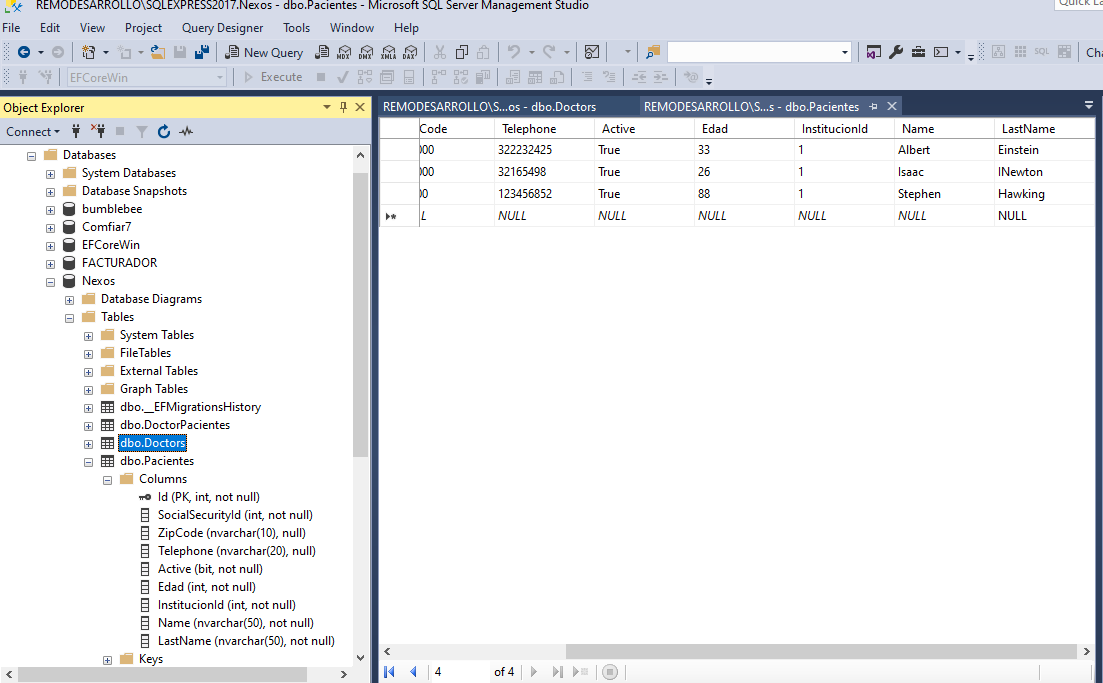 REMODESARROLLO\SQLEXPRESS2017.Nexos - dbo.Pacientes - Microsoft SQL Server Management Studio
Quick La
File Edit View Project Query Designer Tools Window Help
New Query MDX DMX XMLA DAX
EFCoreWin Execute SQL Cha
Object Explorer
Connect
Databases
System Databases
Database Snapshots
bumblebee
Comfiar7
EFCoreWin
FACTURADOR
Nexos
Database Diagrams
Tables
System Tables
FileTables
External Tables
Graph Tables
dbo.__EFMigrationsHistory
dbo.DoctorPacientes
dbo.Doctors
dbo.Pacientes
Columns
Id (PK, int, not null)
SocialSecurityId (int, not null)
ZipCode (nvarchar(10), null)
Telephone (nvarchar(20), null)
Active (bit, not null)
Edad (int, not null)
InstitucionId (int, not null)
Name (nvarchar(50), not null)
LastName (nvarchar(50), not null)
Keys
REMODESARROLLO\S...os - dbo.Doctors REMODESARROLLO\S...s - dbo.Pacientes
Code Telephone Active Edad InstitucionId Name LastName
000 322232425 True 33 1 Albert Einstein
000 32165498 True 26 1 Isaac INewton
00 123456852 True 88 1 Stephen Hawking
L NULL NULL NULL NULL NULL NULL
4 of 4